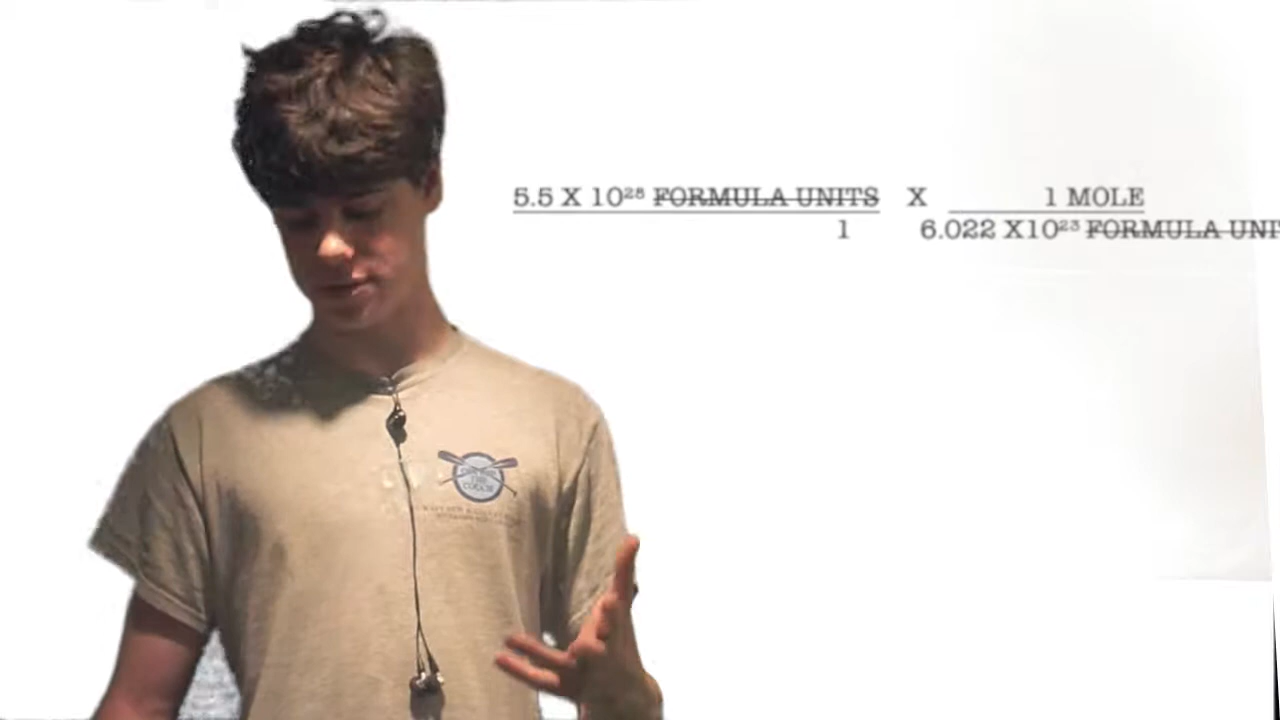 5.5 X 10²⁸ FORMULA UNITS X 1 MOLE
1 6.022 X10²³ FORMULA UNI